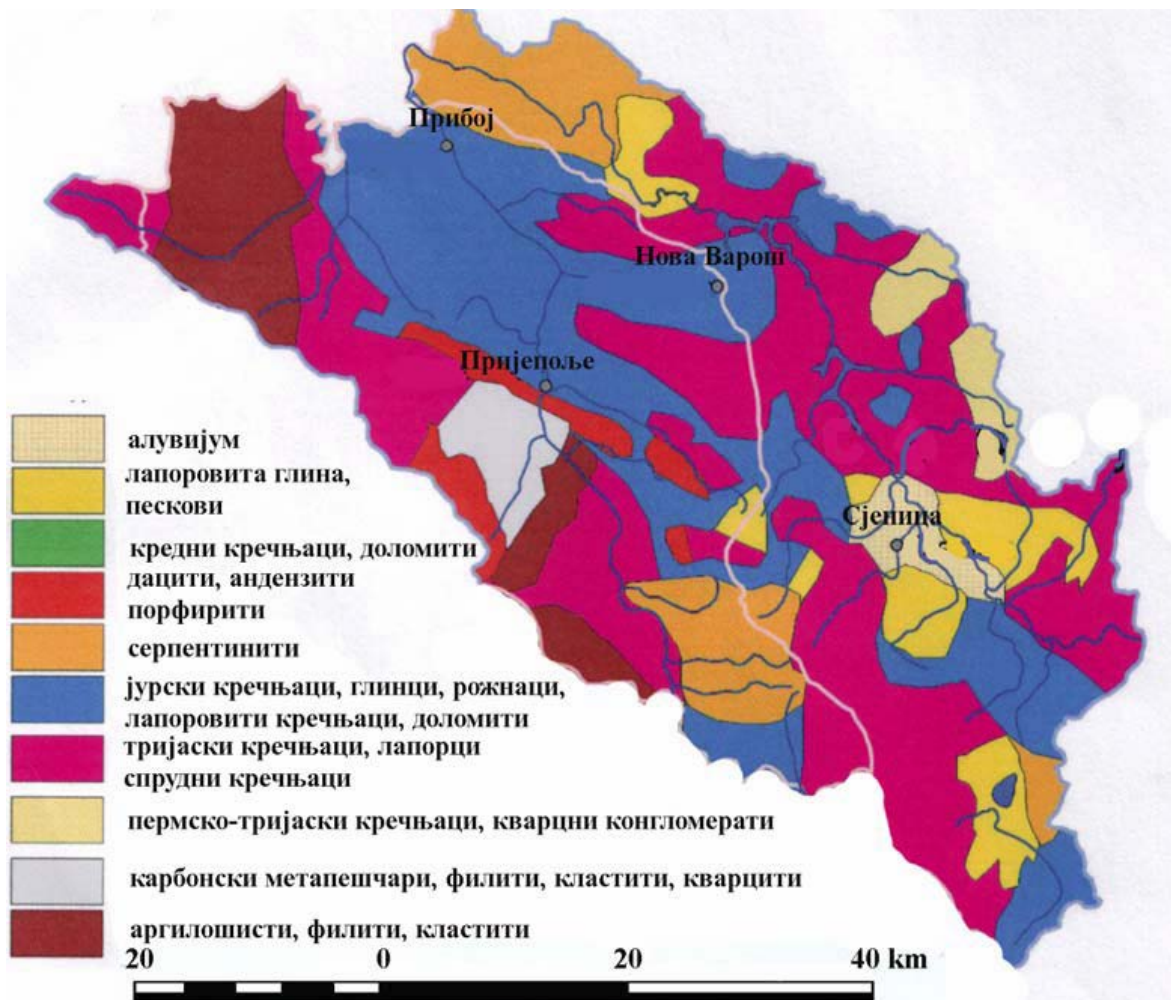 Прибој
Нова Варош
Пријепоље
Сјеница
алувијум
лапоровита глина,
пескови
кредни кречњаци, доломити
дацити, андензити
порфирити
серпентинити
јурски кречњаци, глинци, рожнаци,
лапоровити кречњаци, доломити
тријаски кречњаци, лапорци
спрудни кречњаци
пермско-тријаски кречњаци, кварцни конгломерати
карбонски метапешчари, филити, кластити, кварцити
аргилошисти, филити, кластити
20 0 20 40 km